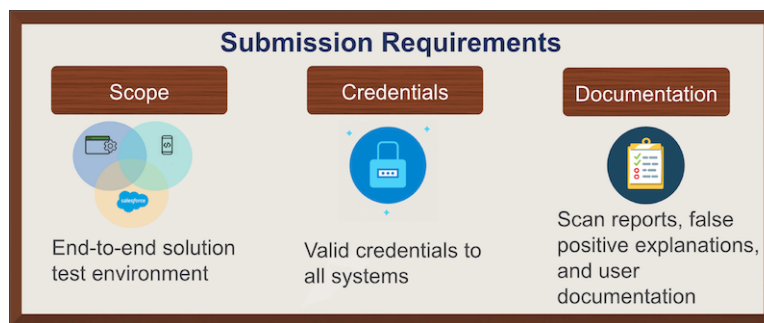 Submission Requirements
Scope
Credentials
Documentation
salesforce
End-to-end solution
test environment
Valid credentials to
all systems
Scan reports, false
positive explanations,
and user
documentation